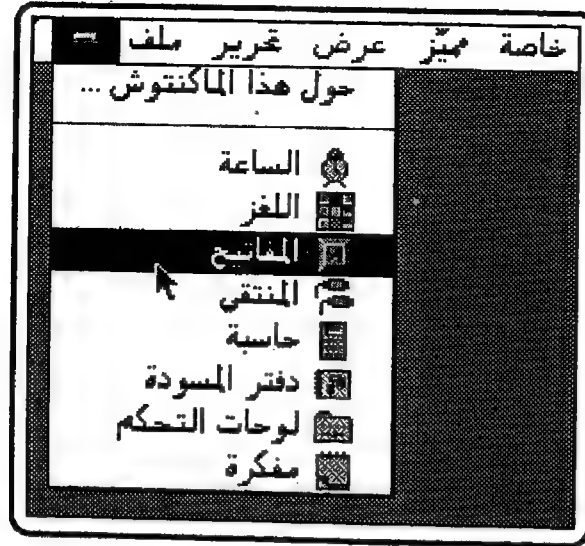 ملف تحرير عرض مميّز خاصة
حول هذا الماكنتوش ...
الساعة
اللغز
المفاتيح
المنتقي
حاسبة
دفتر المسودة
لوحات التحكم
مفكرة